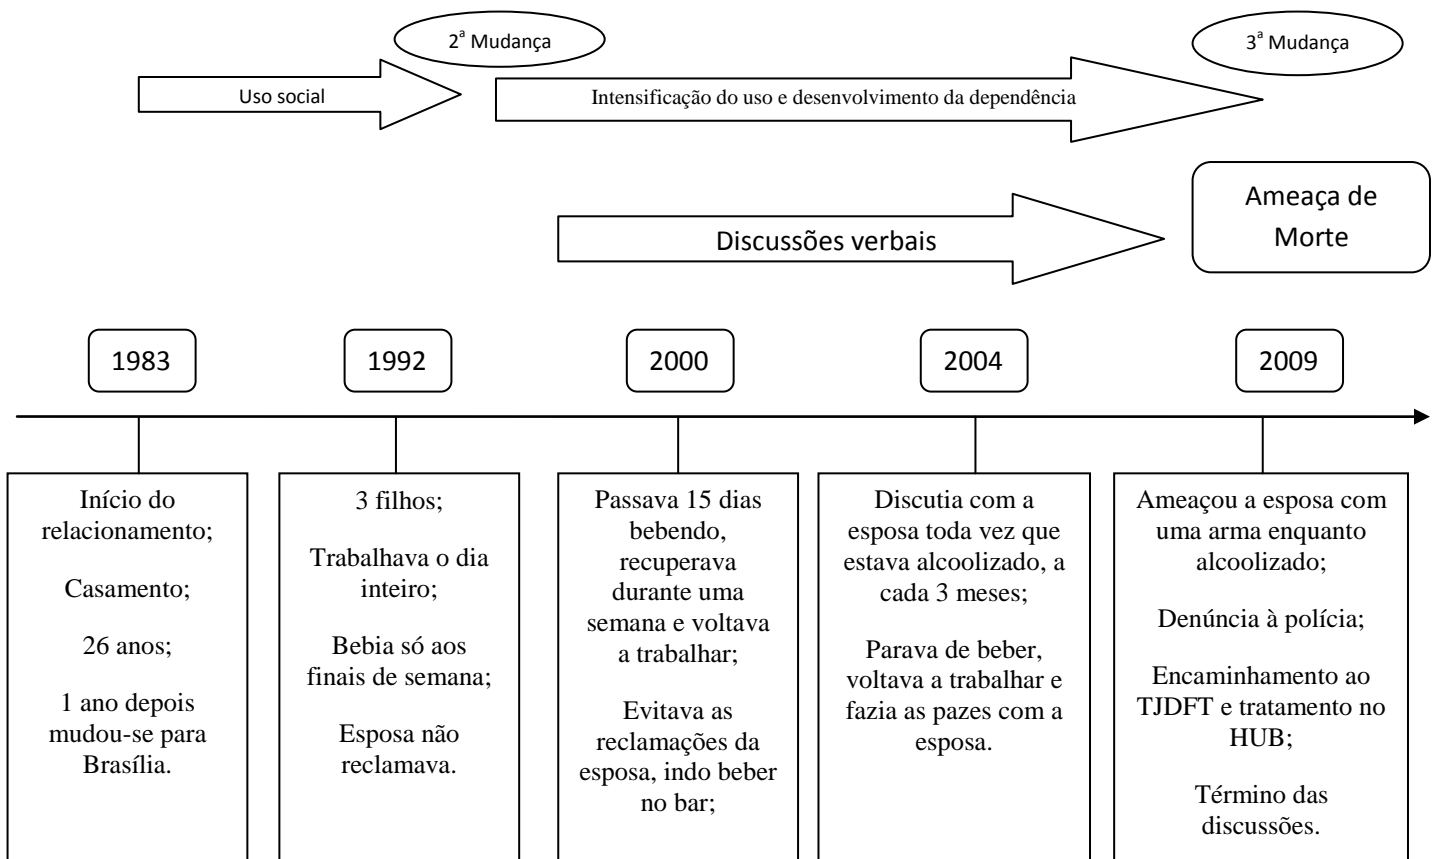 2ª Mudança
3ª Mudança
Uso social
Intensificação do uso e desenvolvimento da dependência
Discussões verbais
Ameaça de
Morte
1983
1992
2000
2004
2009
Início do
relacionamento;
Casamento;
26 anos;
1 ano depois
mudou-se para
Brasília.
3 filhos;
Trabalhava o dia
inteiro;
Bebia só aos
finais de semana;
Esposa não
reclamava.
Passava 15 dias
bebendo,
recuperava
durante uma
semana e voltava
a trabalhar;
Evitava as
reclamações da
esposa, indo beber
no bar;
Discutia com a
esposa toda vez que
estava alcoolizado, a
cada 3 meses;
Parava de beber,
voltava a trabalhar e
fazia as pazes com a
esposa.
Ameaçou a esposa com
uma arma enquanto
alcoolizado;
Denúncia à polícia;
Encaminhamento ao
TJDFT e tratamento no
HUB;
Término das
discussões.